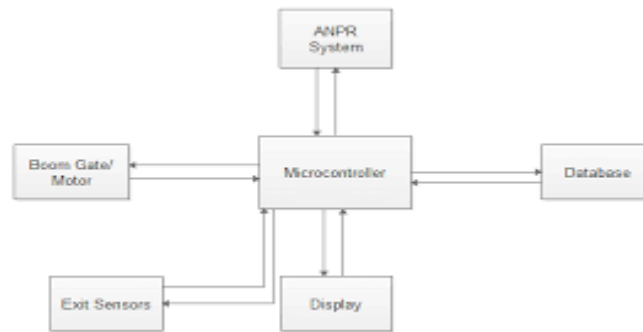 ANPR
System
Boom Gate/
Motor
Microcontroller
Database
Exit Sensors
Display